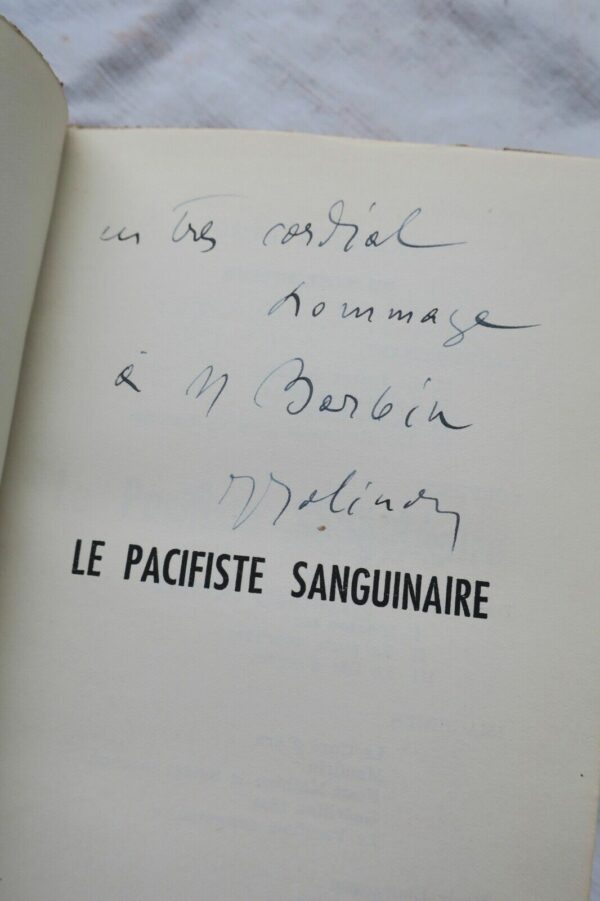 en très cordial
hommage
à M Barbin
LE PACIFISTE SANGUINAIRE